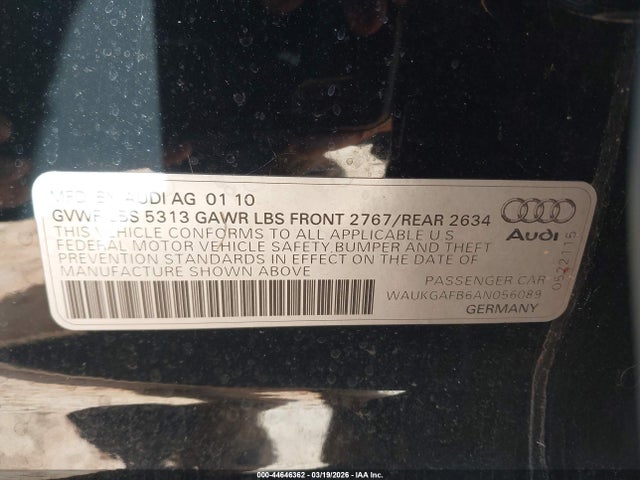 MFD BY AUDI AG 01 10
GVWR LBS 5313 GAWR LBS FRONT 2767/REAR 2634
THIS VEHICLE CONFORMS TO ALL APPLICABLE U S
FEDERAL MOTOR VEHICLE SAFETY, BUMPER AND THEFT
PREVENTION STANDARDS IN EFFECT ON THE DATE OF
MANUFACTURE SHOWN ABOVE
Audi
PASSENGER CAR
WAUKGAFB6AN056089
GERMANY
0522115
000-44646362 - 03/19/2026 - IAA Inc.